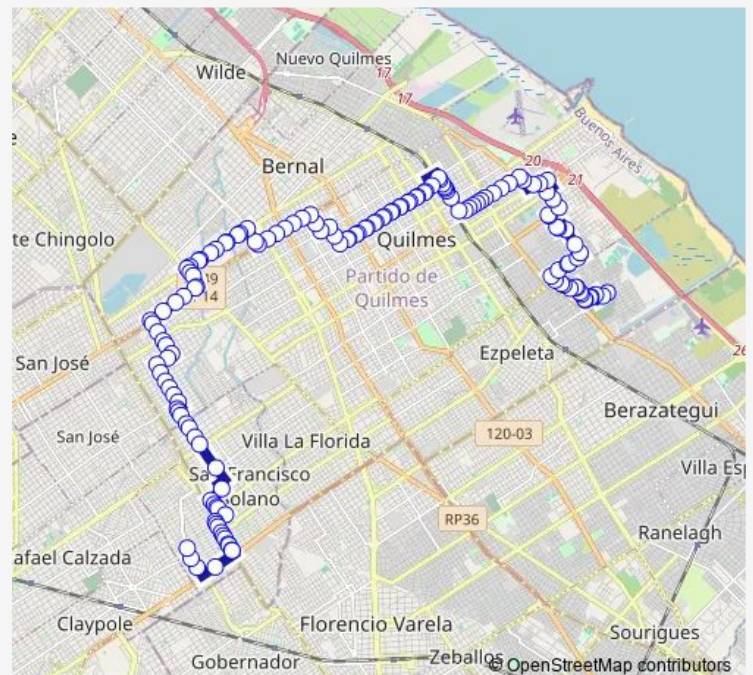 Nuevo Quilmes
Wilde
17
17
Buenos Aires
Bernal
20
21
te Chingolo
Quilmes
49
14
Partido de
Quilmes
26
San José
Ezpeleta
Berazategui
San José
Villa La Florida
120-03
San Francisco
Solano
Villa Esp
RP36
Ranelagh
afael Calzada
Claypole
Florencio Varela
Sourigues
Gobernador
Zeballos
© OpenStreetMap contributors